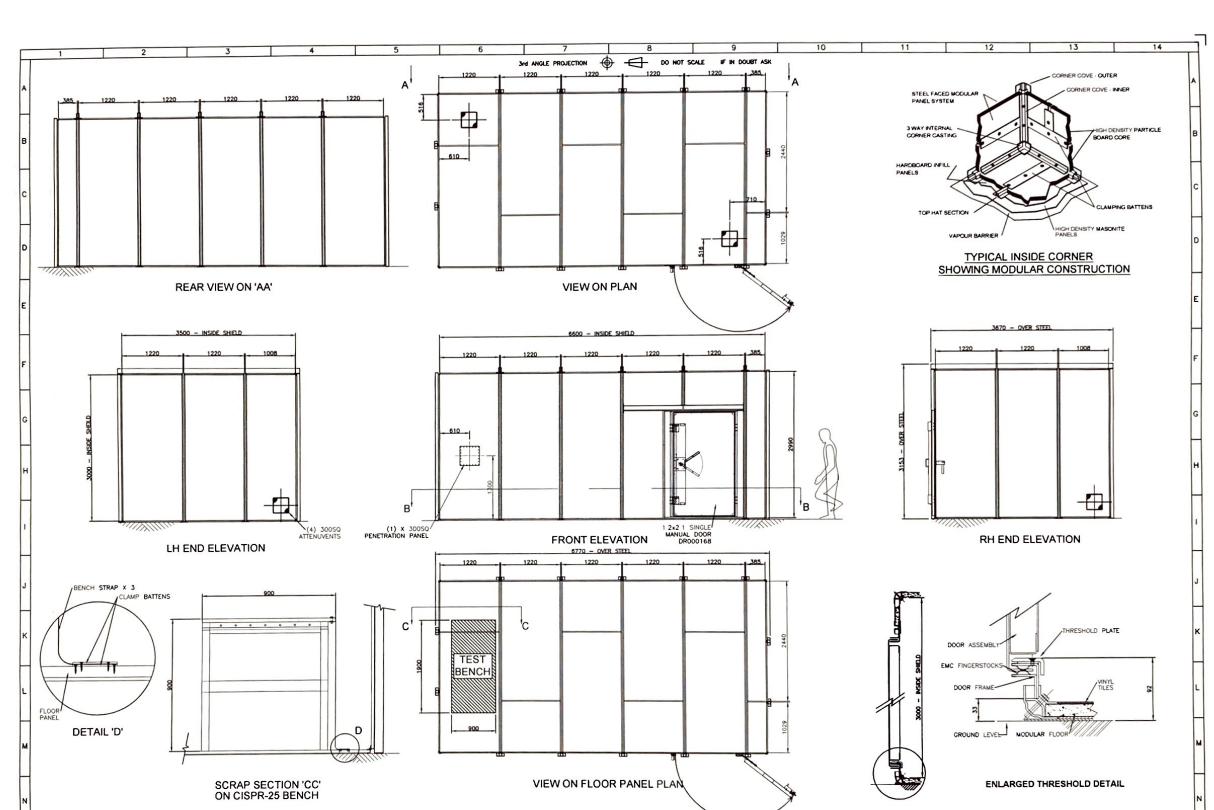 1 2 3 4 5 6 7 8 9 10 11 12 13 14
3rd ANGLE PROJECTION DO NOT SCALE IF IN DOUBT ASK
A
B
C
D
E
F
G
H
I
J
K
L
M
N
A
B
C
D
E
F
G
H
I
J
K
L
M
N
385 1220 1220 1220 1220 1220
REAR VIEW ON 'AA'
A A
1220 1220 1220 1220 1220 385
516
610
2440
710
516
1029
VIEW ON PLAN
CORNER COVE - OUTER
CORNER COVE - INNER
STEEL FACED MODULAR
PANEL SYSTEM
3 WAY INTERNAL
CORNER CASTING
HIGH DENSITY PARTICLE
BOARD CORE
HARDBOARD INFILL
PANELS
TOP HAT SECTION
CLAMPING BATTENS
VAPOUR BARRIER
HIGH DENSITY MASONITE
PANELS
TYPICAL INSIDE CORNER
SHOWING MODULAR CONSTRUCTION
3500 - INSIDE SHIELD
1220 1220 1008
3000 - INSIDE SHIELD
(4) 300SQ
ATTENUVENTS
LH END ELEVATION
6600 - INSIDE SHIELD
1220 1220 1220 1220 1220 385
610
1300
2990
B B
(1) X 300SQ
PENETRATION PANEL
1.2x2.1 SINGLE
MANUAL DOOR
DR000168
FRONT ELEVATION
3670 - OVER STEEL
1220 1220 1008
3153 - OVER STEEL
RH END ELEVATION
BENCH STRAP X 3
CLAMP BATTENS
FLOOR
PANEL
DETAIL 'D'
900
900
D
SCRAP SECTION 'CC'
ON CISPR-25 BENCH
6770 - OVER STEEL
1220 1220 1220 1220 1220 385
C C
1900
TEST
BENCH
900
2440
1029
VIEW ON FLOOR PANEL PLAN
3000 - INSIDE SHIELD
DOOR ASSEMBLY
THRESHOLD PLATE
EMC FINGERSTOCKS
DOOR FRAME
VINYL
TILES
33
92
GROUND LEVEL
MODULAR FLOOR
ENLARGED THRESHOLD DETAIL